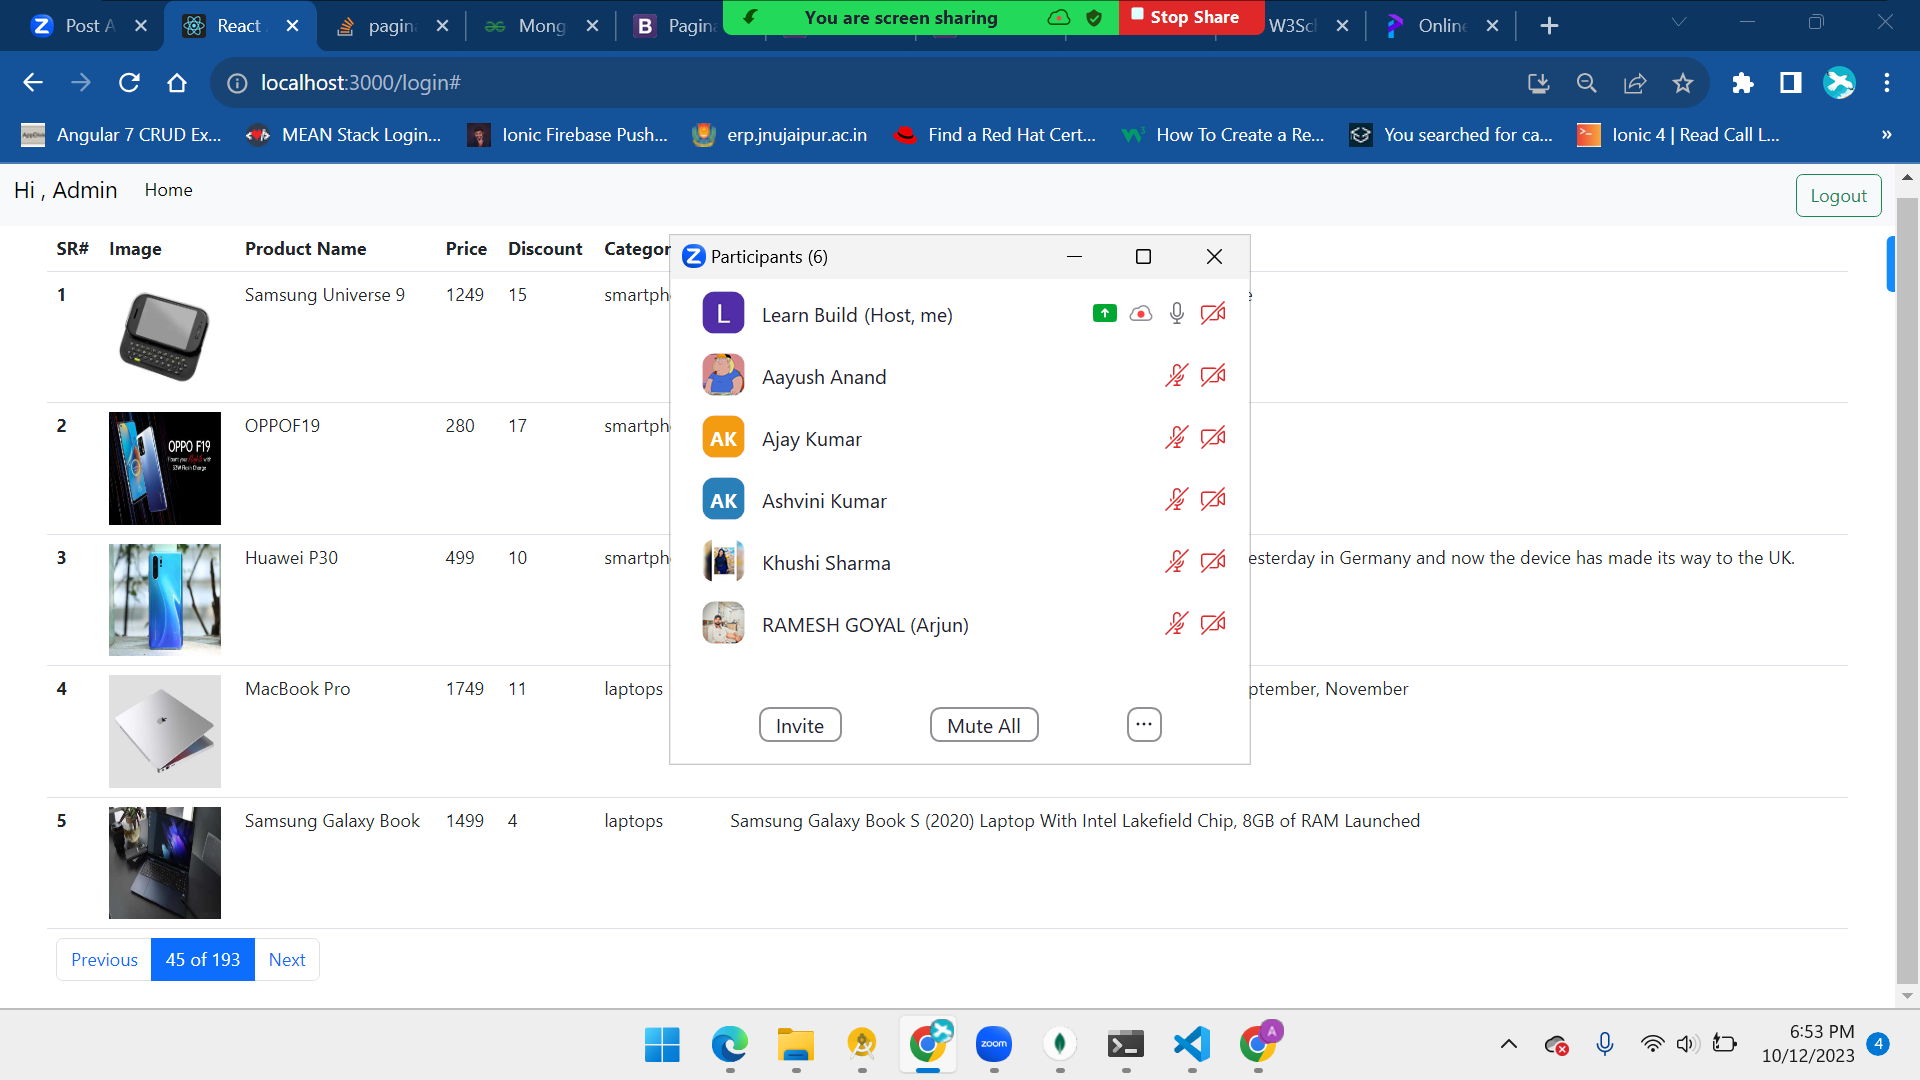 Post A
React
pagin
Mong
Pagina
You are screen sharing
Stop Share
W3Sc
Online
localhost:3000/login#
Angular 7 CRUD Ex...
MEAN Stack Login...
Ionic Firebase Push...
erp.jnujaipur.ac.in
Find a Red Hat Cert...
How To Create a Re...
You searched for ca...
Ionic 4 | Read Call L...
»
Hi , Admin
Home
Logout
SR# Image Product Name Price Discount Categor
1 Samsung Universe 9 1249 15 smartph e
2 OPPOF19 280 17 smartph
OPPO F19
3 Huawei P30 499 10 smartph esterday in Germany and now the device has made its way to the UK.
4 MacBook Pro 1749 11 laptops ptember, November
5 Samsung Galaxy Book 1499 4 laptops Samsung Galaxy Book S (2020) Laptop With Intel Lakefield Chip, 8GB of RAM Launched
Previous 45 of 193 Next
Participants (6)
L Learn Build (Host, me)
Aayush Anand
AK Ajay Kumar
AK Ashvini Kumar
Khushi Sharma
RAMESH GOYAL (Arjun)
Invite
Mute All
...
zoom
A
6:53 PM
10/12/2023
4